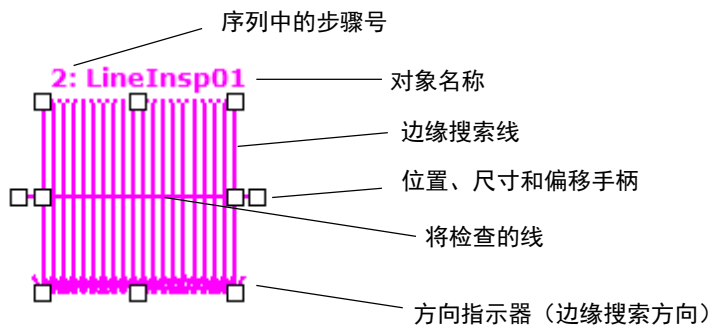 序列中的步骤号
2: LineInsp01
对象名称
边缘搜索线
位置、尺寸和偏移手柄
将检查的线
方向指示器（边缘搜索方向）